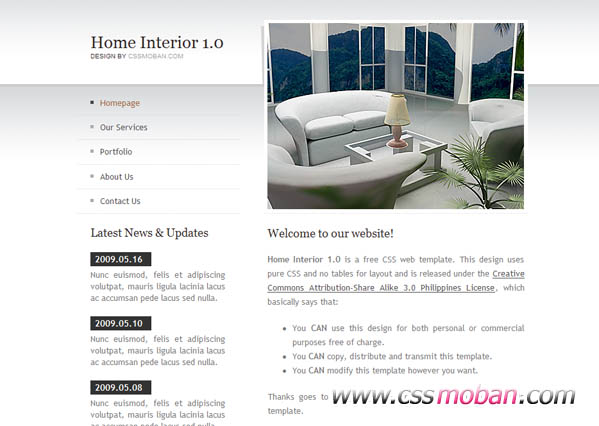 Home Interior 1.0
DESIGN BY CSSMOBAN.COM
Homepage
Our Services
Portfolio
About Us
Contact Us
Latest News & Updates
2009.05.16
Nunc euismod, felis et adipiscing
volutpat, mauris ligula lacinia lacus
ac accumsan pede lacus sed nulla.
2009.05.10
Nunc euismod, felis et adipiscing
volutpat, mauris ligula lacinia lacus
ac accumsan pede lacus sed nulla.
2009.05.08
Nunc euismod, felis et adipiscing
volutpat, mauris ligula lacinia lacus
Welcome to our website!
Home Interior 1.0 is a free CSS web template. This design uses
pure CSS and no tables for layout and is released under the Creative
Commons Attribution-Share Alike 3.0 Philippines License, which
basically says that:
You CAN use this design for both personal or commercial
purposes free of charge.
You CAN copy, distribute and transmit this template.
You CAN modify this template however you want.
Thanks goes to
template.
www.cssmoban.com